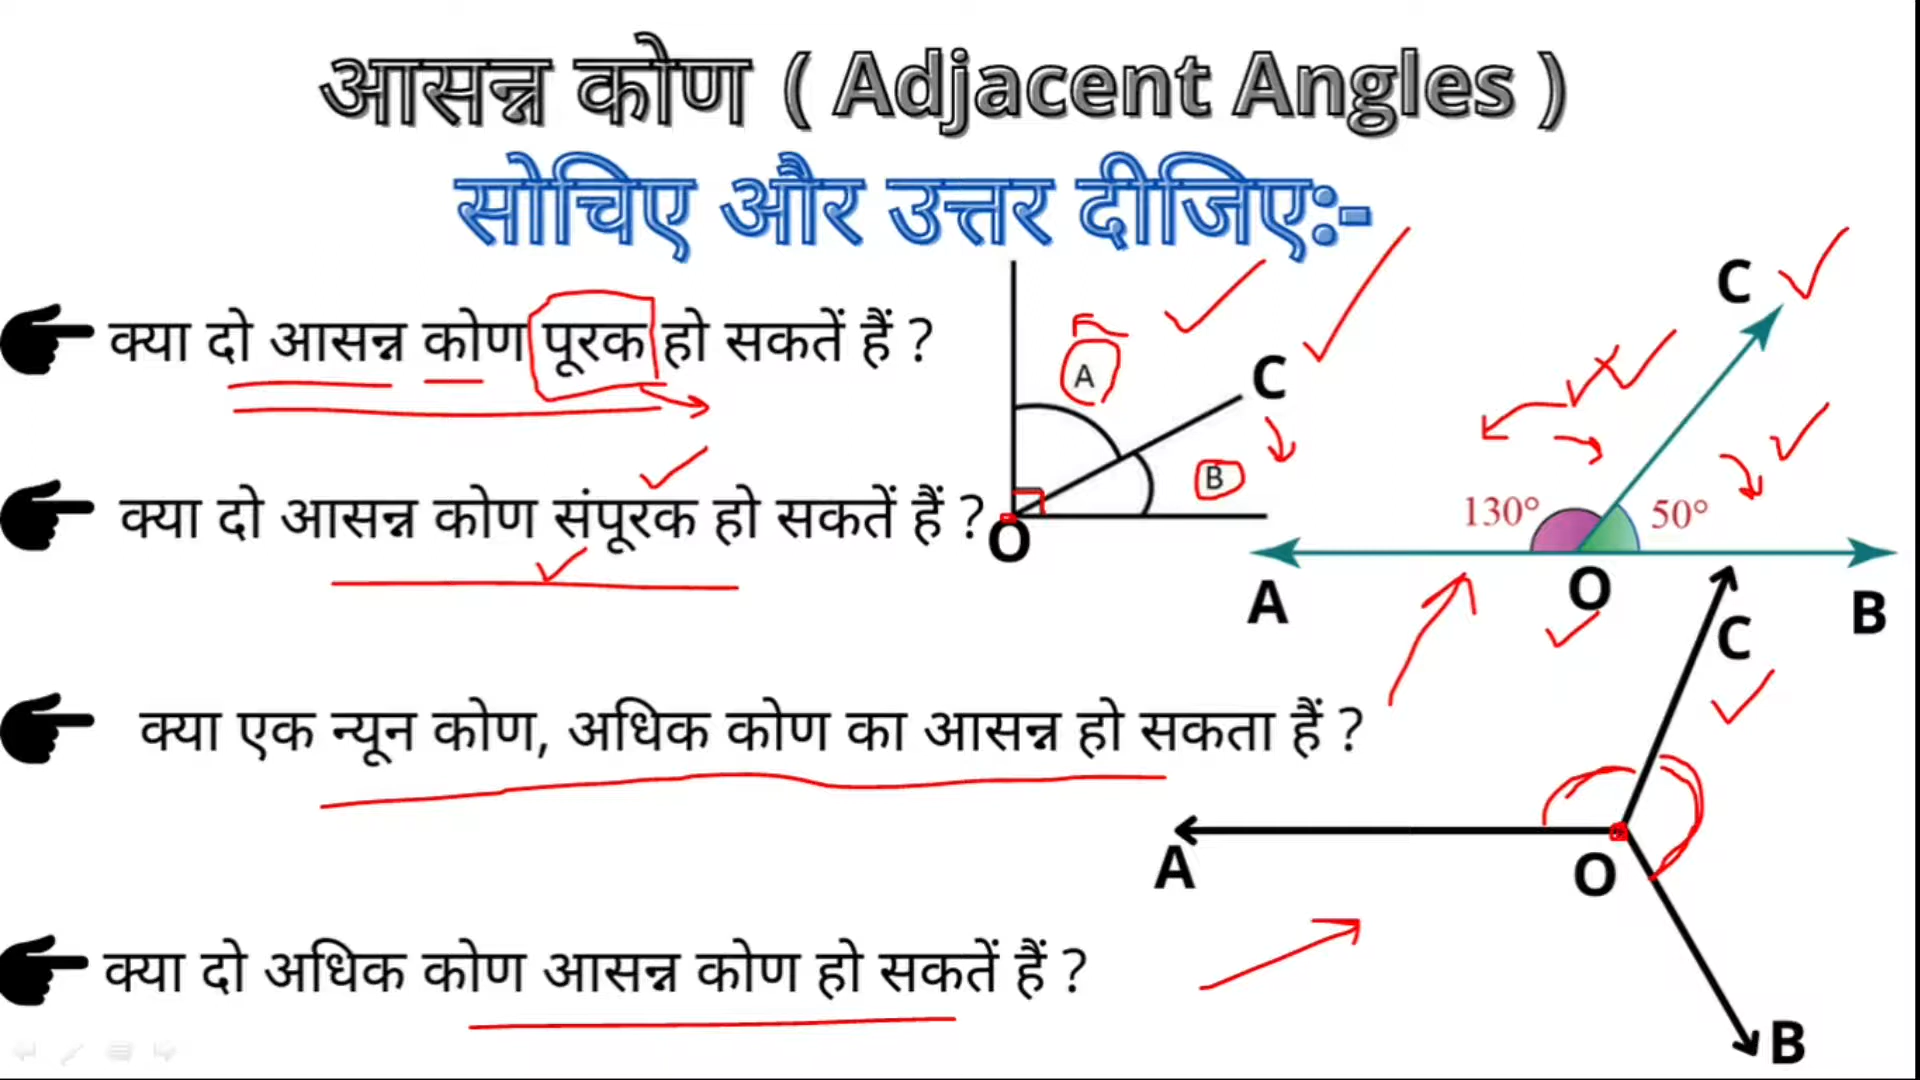 आसन्न कोण ( Adjacent Angles )
सोचिए और उत्तर दीजिए:-
क्या दो आसन्न कोण पूरक हो सकतें हैं ?
A
C
B
O
क्या दो आसन्न कोण संपूरक हो सकतें हैं ?
C
130°
50°
A
O
B
क्या एक न्यून कोण, अधिक कोण का आसन्न हो सकता हैं ?
C
A
O
B
क्या दो अधिक कोण आसन्न कोण हो सकतें हैं ?